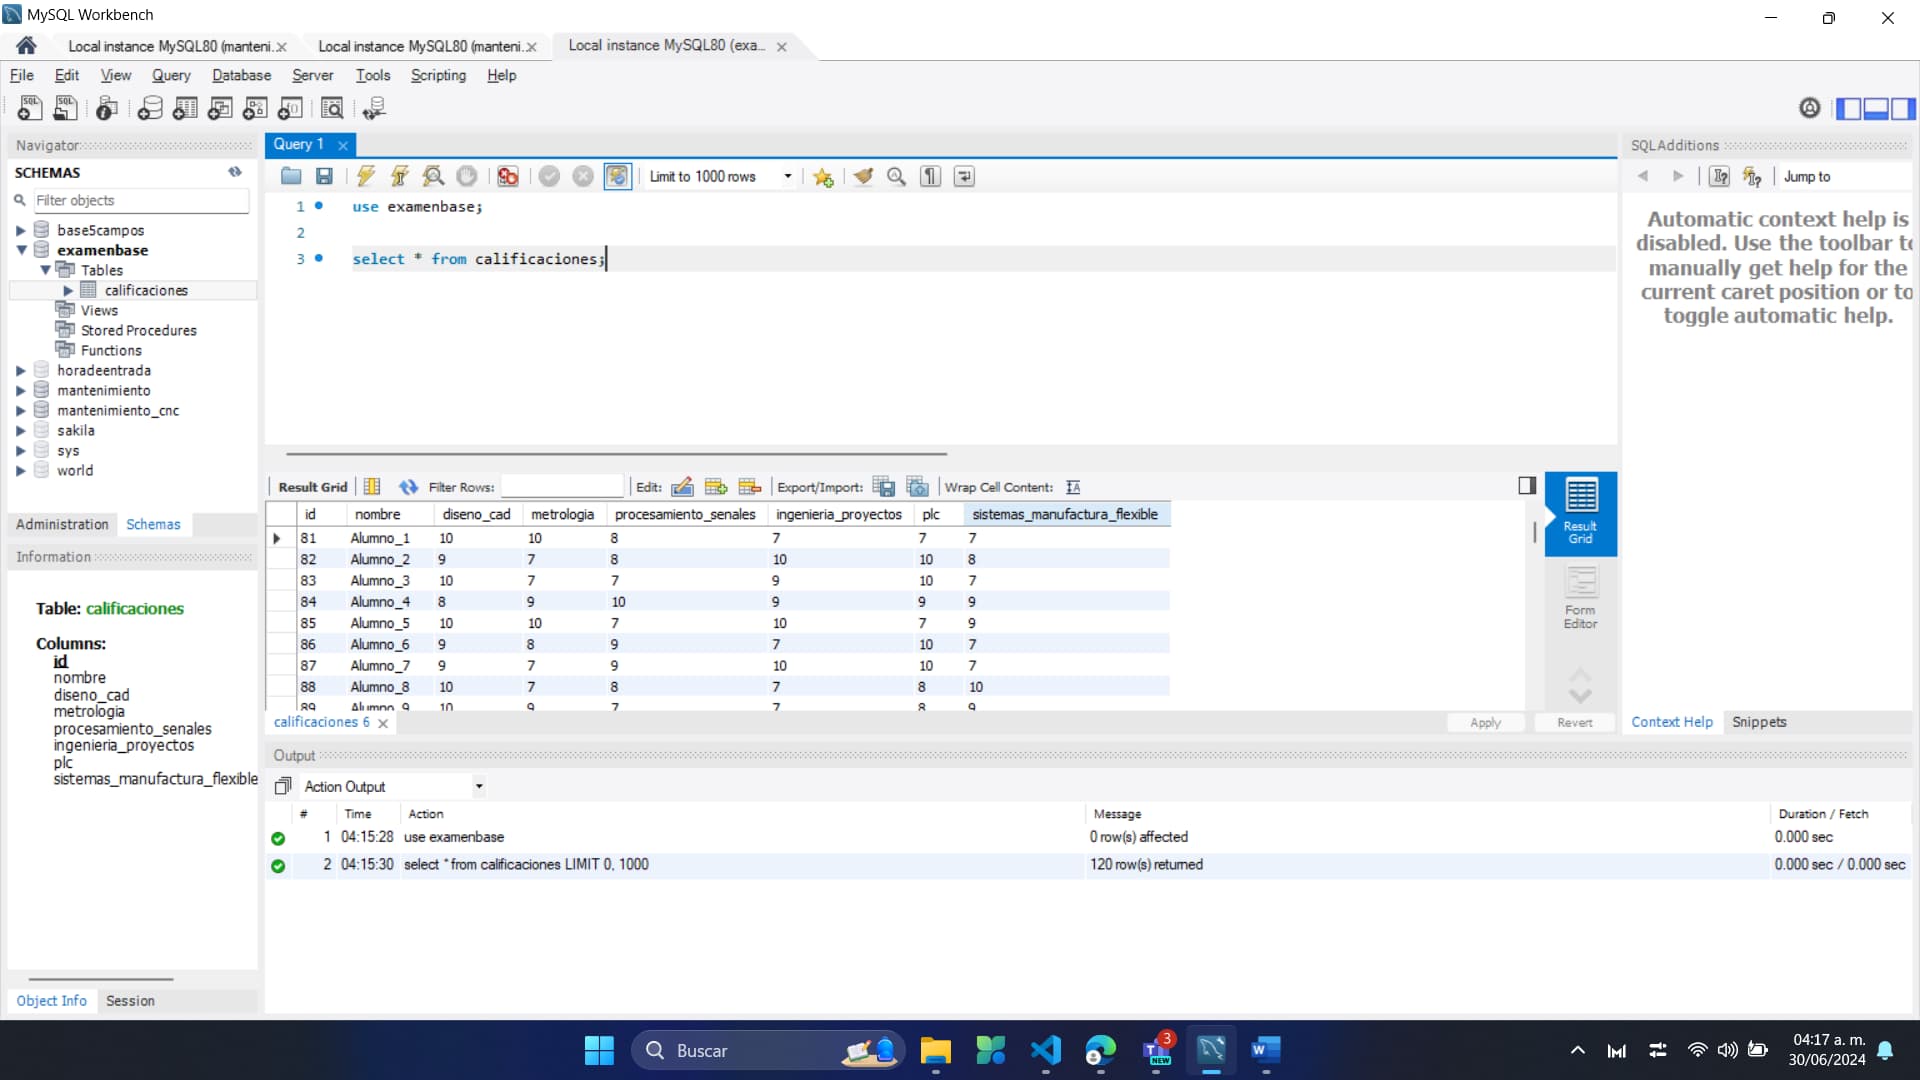 MySQL Workbench
Local instance MySQL80 (manteni... Local instance MySQL80 (manteni... Local instance MySQL80 (exa...
File Edit View Query Database Server Tools Scripting Help
Navigator
SCHEMAS
Filter objects
base5campos
examenbase
Tables
calificaciones
Views
Stored Procedures
Functions
horadeentrada
mantenimiento
mantenimiento_cnc
sakila
sys
world
Administration Schemas
Information
Table: calificaciones
Columns:
id
nombre
diseno_cad
metrologia
procesamiento_senales
ingenieria_proyectos
plc
sistemas_manufactura_flexible
Object Info Session
Query 1
Limit to 1000 rows
1 use examenbase;
2
3 select * from calificaciones;
Result Grid Filter Rows: Edit: Export/Import: Wrap Cell Content:
id nombre diseno_cad metrologia procesamiento_senales ingenieria_proyectos plc sistemas_manufactura_flexible
81 Alumno_1 10 10 8 7 7 7
82 Alumno_2 9 7 8 10 10 8
83 Alumno_3 10 7 7 9 10 7
84 Alumno_4 8 9 10 9 9 9
85 Alumno_5 10 10 7 10 7 9
86 Alumno_6 9 8 9 7 10 7
87 Alumno_7 9 7 9 10 10 7
88 Alumno_8 10 7 8 7 8 10
89 Alumno_9 10 9 7 7 8 9
calificaciones 6
Result Grid
Form Editor
Apply Revert
SQLAdditions
Jump to
Automatic context help is
disabled. Use the toolbar to
manually get help for the
current caret position or to
toggle automatic help.
Context Help Snippets
Output
Action Output
# Time Action Message Duration / Fetch
1 04:15:28 use examenbase 0 row(s) affected 0.000 sec
2 04:15:30 select * from calificaciones LIMIT 0, 1000 120 row(s) returned 0.000 sec / 0.000 sec
Buscar
3
NEW
04:17 a. m.
30/06/2024